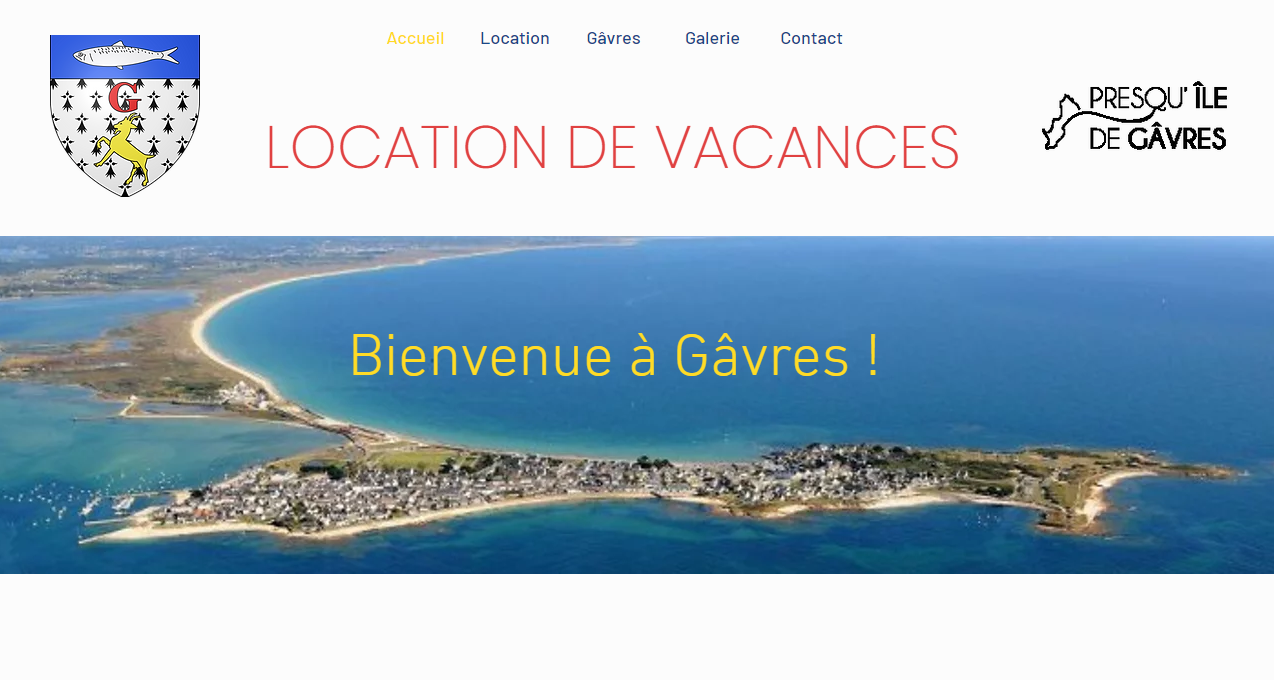 Accueil Location Gâvres Galerie Contact
G
PRESQU' ÎLE
DE GÂVRES
LOCATION DE VACANCES
Bienvenue à Gâvres !